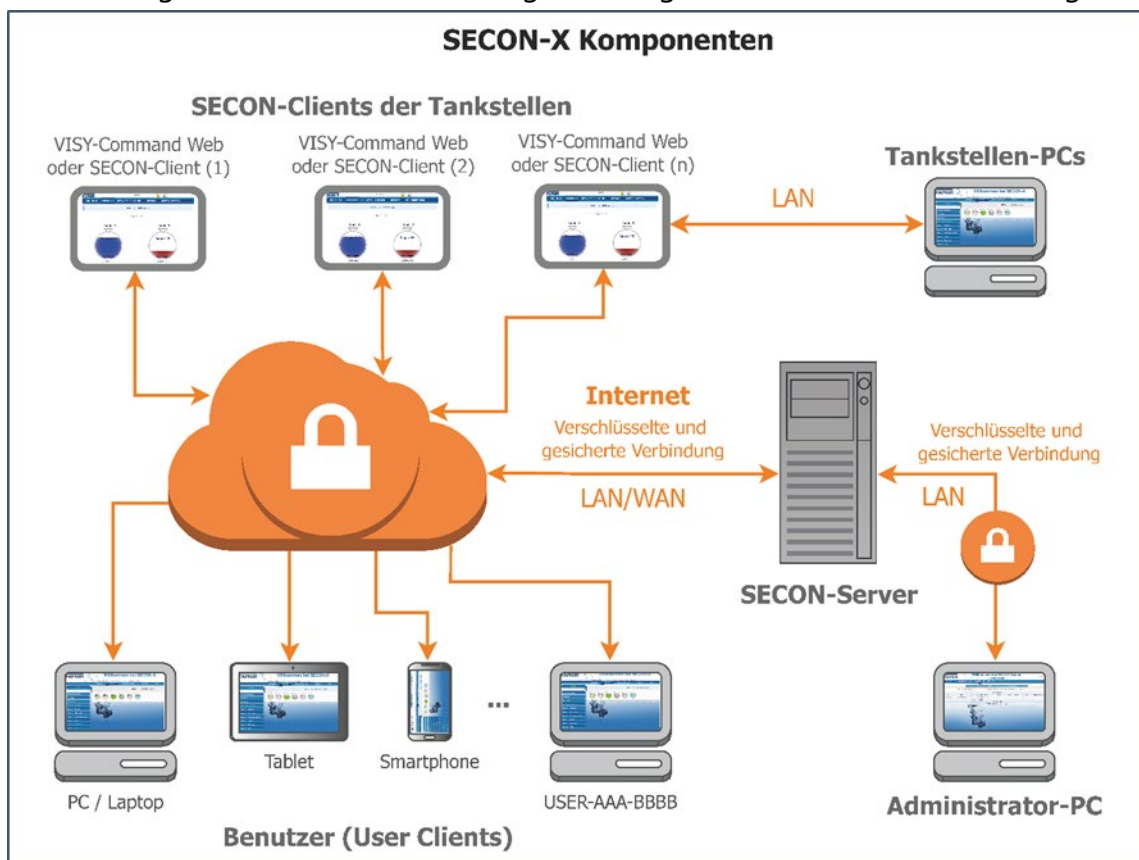 SECON-X Komponenten
SECON-Clients der Tankstellen
VISY-Command Web
oder SECON-Client (1)
VISY-Command Web
oder SECON-Client (2)
VISY-Command Web
oder SECON-Client (n)
Tankstellen-PCs
LAN
Internet
Verschlüsselte und
gesicherte Verbindung
LAN/WAN
Verschlüsselte und
gesicherte Verbindung
LAN
SECON-Server
...
PC / Laptop
Tablet
Smartphone
USER-AAA-BBBB
Administrator-PC
Benutzer (User Clients)